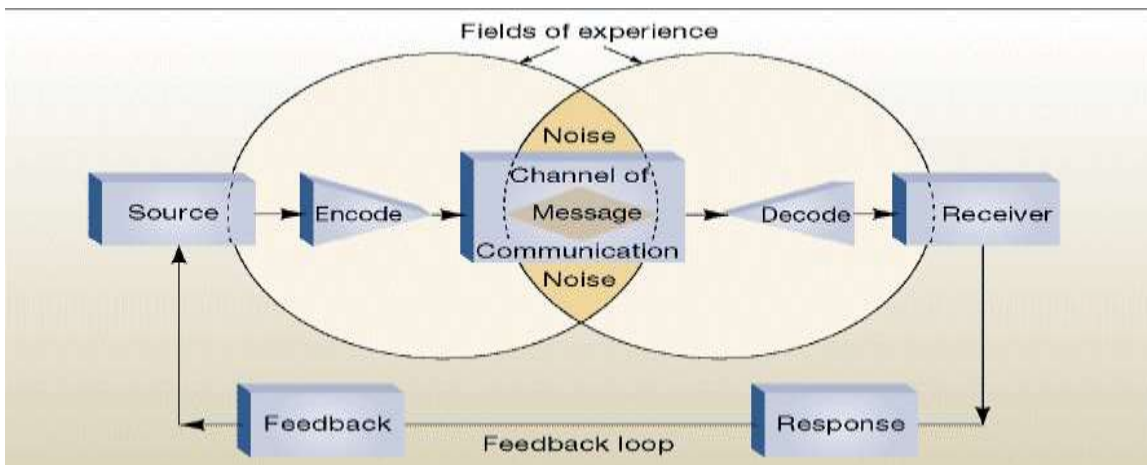 Fields of experience
Noise
Channel of
Source
Encode
Message
Decode
Receiver
Communication
Noise
Feedback
Response
Feedback loop